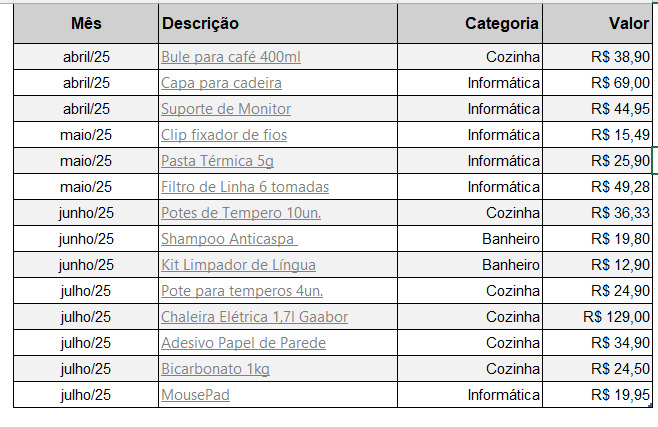 Mês Descrição Categoria Valor
abril/25 Bule para café 400ml Cozinha R$ 38,90
abril/25 Capa para cadeira Informática R$ 69,00
abril/25 Suporte de Monitor Informática R$ 44,95
maio/25 Clip fixador de fios Informática R$ 15,49
maio/25 Pasta Térmica 5g Informática R$ 25,90
maio/25 Filtro de Linha 6 tomadas Informática R$ 49,28
junho/25 Potes de Tempero 10un. Cozinha R$ 36,33
junho/25 Shampoo Anticaspa Banheiro R$ 19,80
junho/25 Kit Limpador de Língua Banheiro R$ 12,90
julho/25 Pote para temperos 4un. Cozinha R$ 24,90
julho/25 Chaleira Elétrica 1,7l Gaabor Cozinha R$ 129,00
julho/25 Adesivo Papel de Parede Cozinha R$ 34,90
julho/25 Bicarbonato 1kg Cozinha R$ 24,50
julho/25 MousePad Informática R$ 19,95